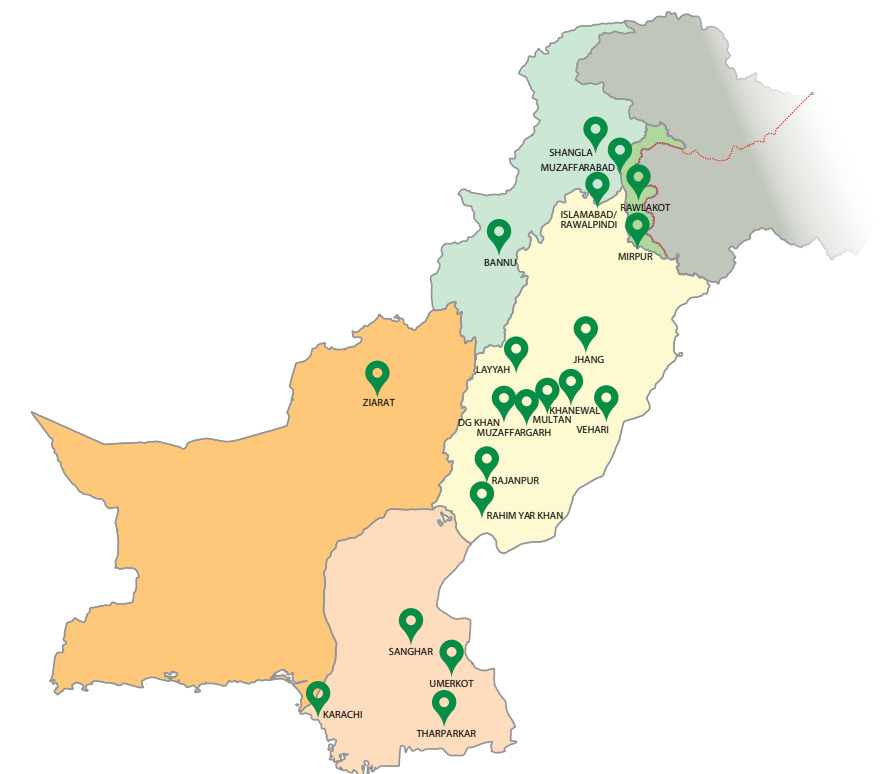 SHANGLA
MUZAFFARABAD
RAWLAKOT
ISLAMABAD/
RAWALPINDI
MIRPUR
BANNU
JHANG
LAYYAH
ZIARAT
KHANEWAL
MULTAN
DG KHAN
VEHARI
MUZAFFARGARH
RAJANPUR
RAHIM YAR KHAN
SANGHAR
UMERKOT
KARACHI
THARPARKAR